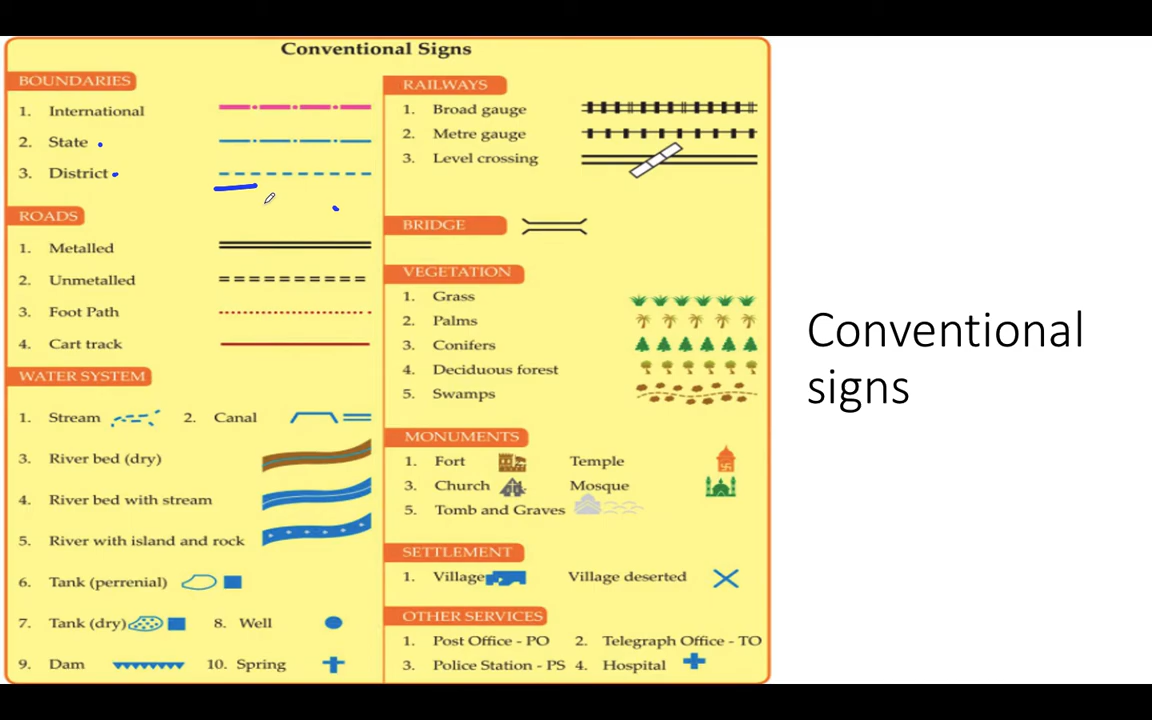 Conventional Signs
BOUNDARIES
1. International
2. State
3. District
ROADS
1. Metalled
2. Unmetalled
3. Foot Path
4. Cart track
WATER SYSTEM
1. Stream 2. Canal
3. River bed (dry)
4. River bed with stream
5. River with island and rock
6. Tank (perrenial)
7. Tank (dry) 8. Well
9. Dam 10. Spring
RAILWAYS
1. Broad gauge
2. Metre gauge
3. Level crossing
BRIDGE
VEGETATION
1. Grass
2. Palms
3. Conifers
4. Deciduous forest
5. Swamps
MONUMENTS
1. Fort Temple
3. Church Mosque
5. Tomb and Graves
SETTLEMENT
1. Village Village deserted
OTHER SERVICES
1. Post Office - PO 2. Telegraph Office - TO
3. Police Station - PS 4. Hospital
Conventional
signs